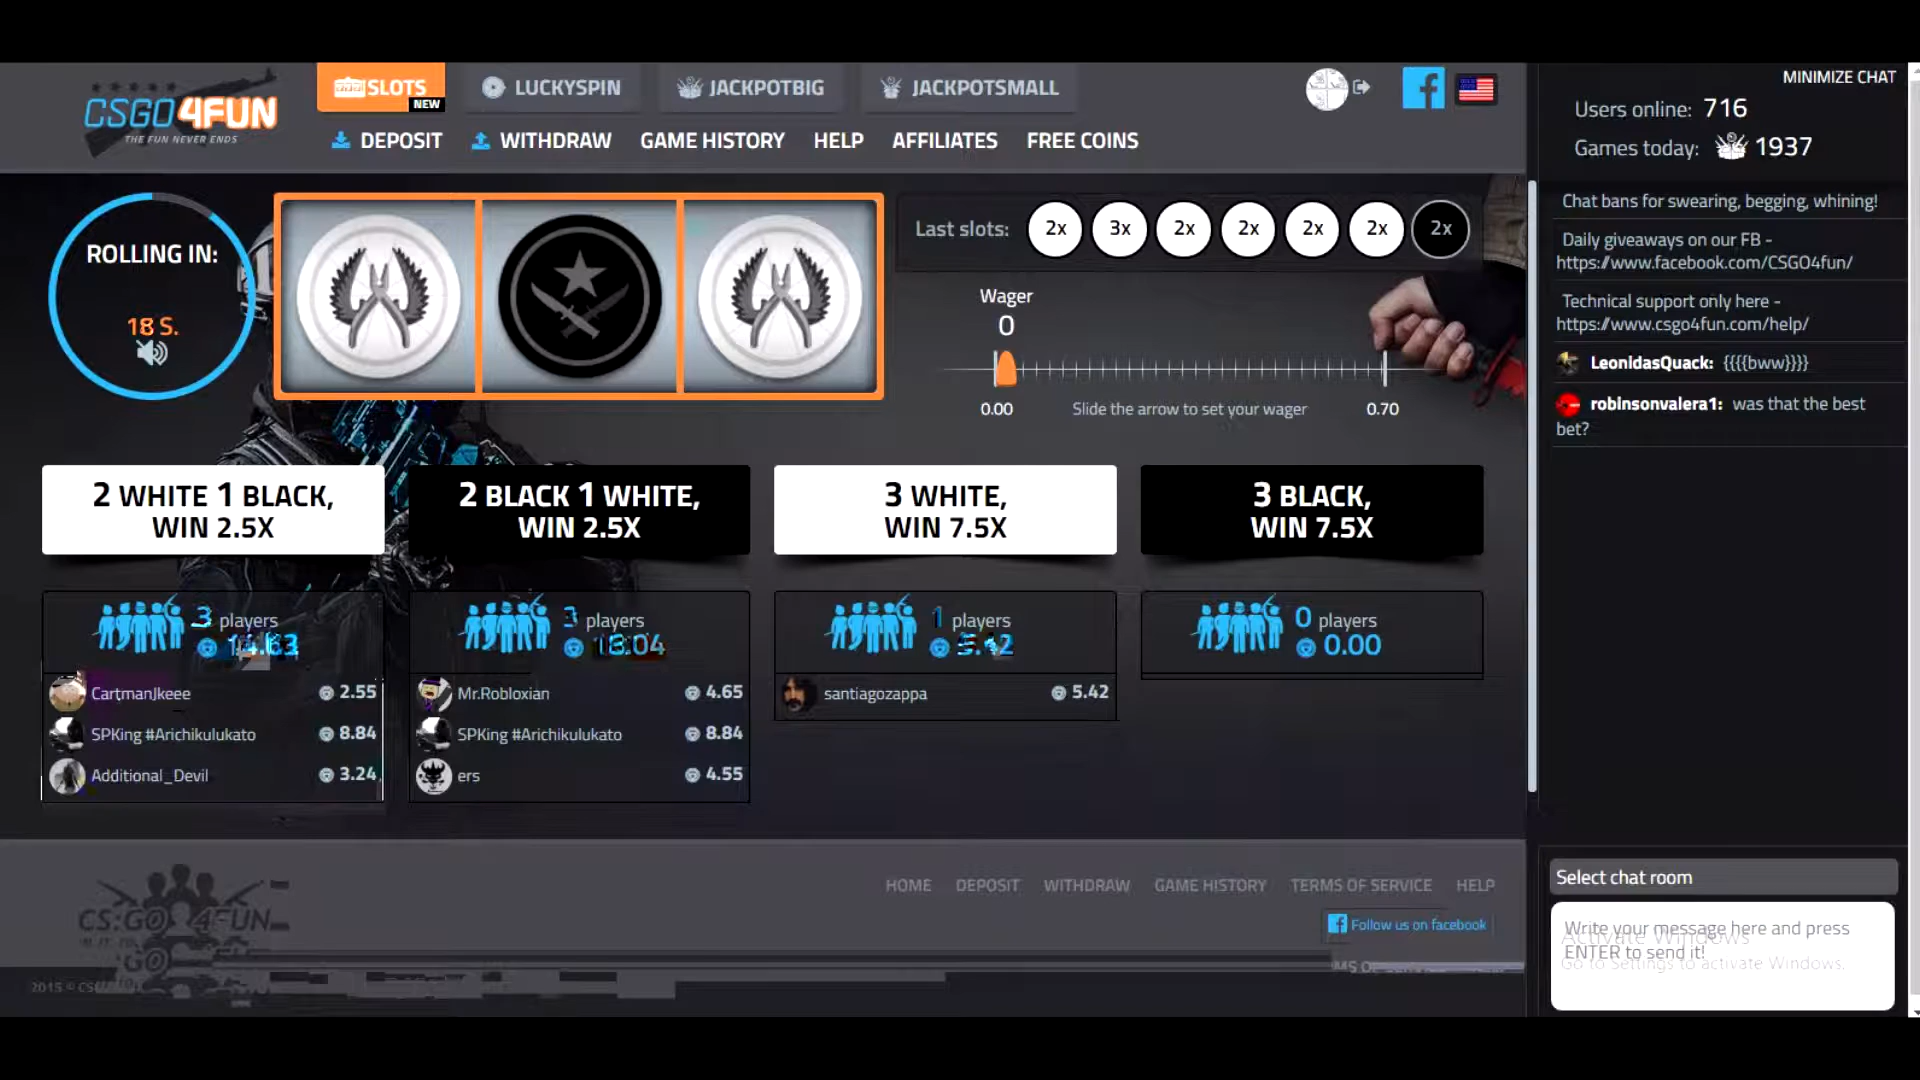 CSGO4FUN
THE FUN NEVER ENDS
SLOTS
NEW
LUCKYSPIN
JACKPOTBIG
JACKPOTSMALL
DEPOSIT
WITHDRAW
GAME HISTORY
HELP
AFFILIATES
FREE COINS
MINIMIZE CHAT
Users online: 716
Games today: 1937
ROLLING IN:
18 S.
Last slots: 2x 3x 2x 2x 2x 2x 2x
Wager
0
0.00
Slide the arrow to set your wager
0.70
2 WHITE 1 BLACK,
WIN 2.5X
2 BLACK 1 WHITE,
WIN 2.5X
3 WHITE,
WIN 7.5X
3 BLACK,
WIN 7.5X
3 players
CartmanJkeee 2.55
SPKing #Arichikulukato 8.84
Additional_Devil 3.24
3 players
Mr.Robloxian 4.65
SPKing #Arichikulukato 8.84
ers 4.55
1 players
santiagozappa 5.42
0 players
0.00
Chat bans for swearing, begging, whining!
Daily giveaways on our FB -
https://www.facebook.com/CSGO4fun/
Technical support only here -
https://www.csgo4fun.com/help/
LeonidasQuack: {{{{bww}}}}
robinsonvalera1: was that the best
bet?
Select chat room
Write your message here and press
ENTER to send it!
Activate Windows
Go to Settings to activate Windows.
HOME DEPOSIT WITHDRAW GAME HISTORY TERMS OF SERVICE HELP
Follow us on facebook
CS:GO 4FUN
2015 ©